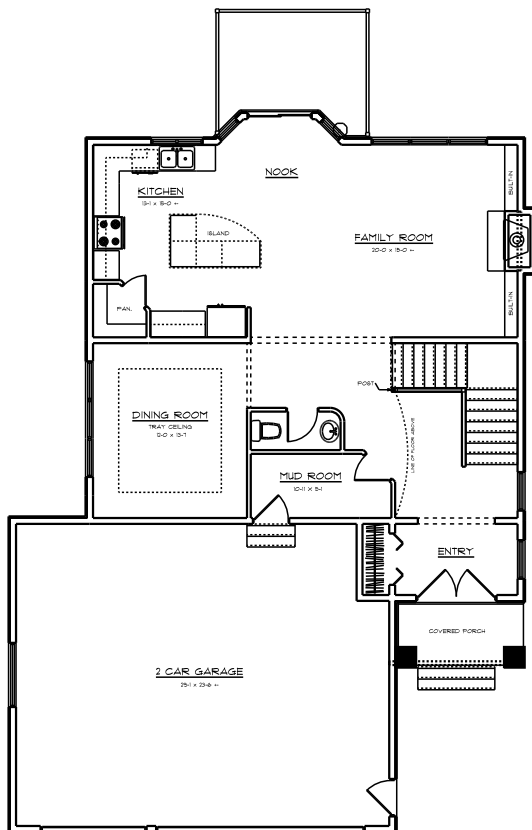 NOOK
KITCHEN
BUILT-IN
ISLAND
FAMILY ROOM
PAN.
BUILT-IN
POST
DINING ROOM
TRAY CEILING
LINE OF FLOOR ABOVE
MUD ROOM
ENTRY
COVERED PORCH
2 CAR GARAGE